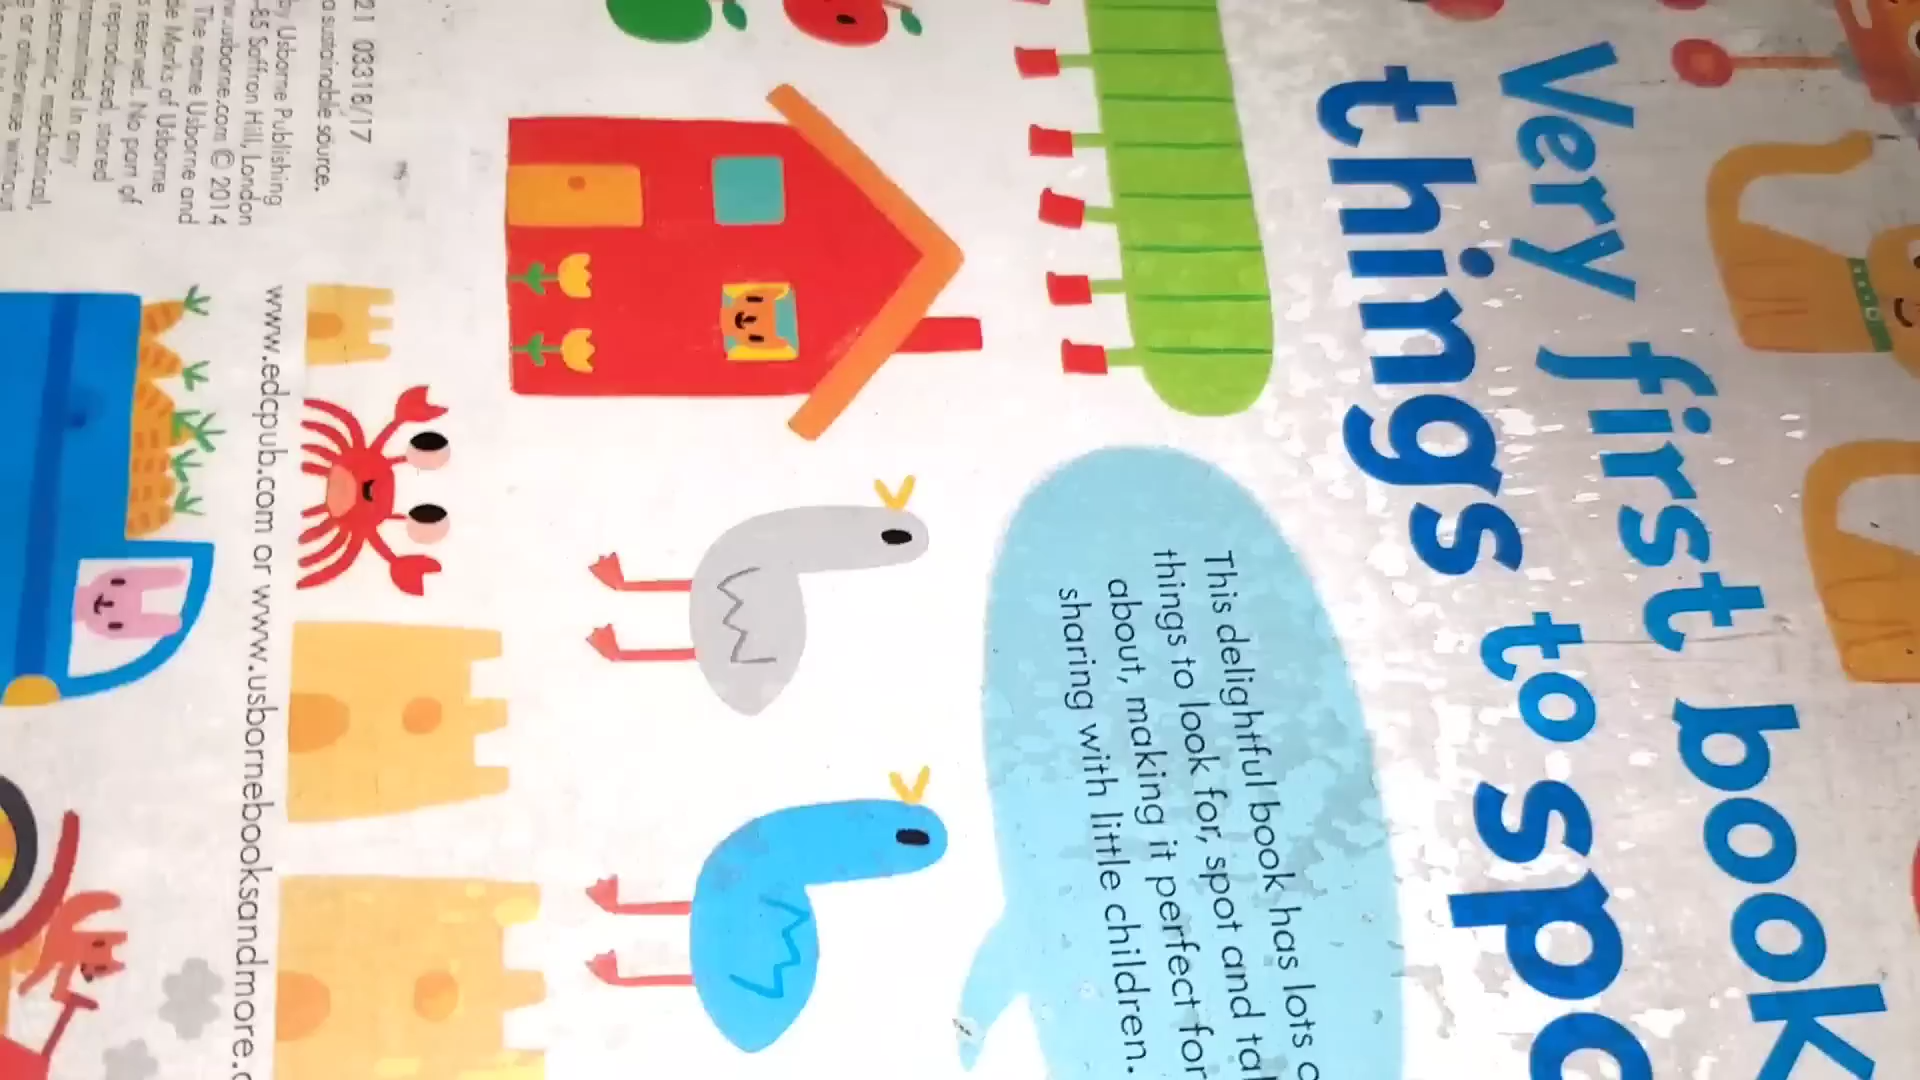 Very first book
things to spo
This delightful book has lots o
things to look for, spot and tal
about, making it perfect for
sharing with little children.
21 03318/17
a sustainable source.
by Usborne Publishing
-85 Saffron Hill, London
w.usborne.com © 2014
The name Usborne and
de Marks of Usborne
s reserved. No part of
reproduced, stored
in any
electronic, mechanical,
or otherwise without
www.edcpub.com or www.usbornebooksandmore.c